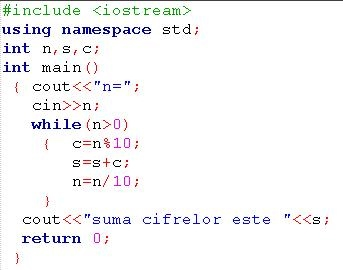 #include <iostream>
using namespace std;
int n,s,c;
int main()
{ cout<<"n=";
cin>>n;
while(n>0)
{ c=n%10;
s=s+c;
n=n/10;
}
cout<<"suma cifrelor este "<<s;
return 0;
}